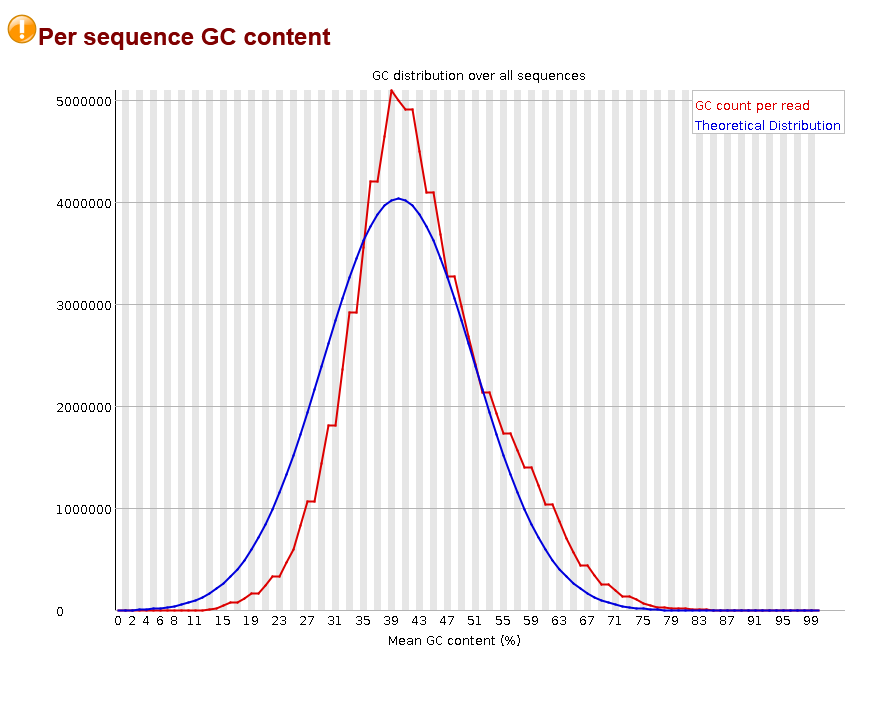 Per sequence GC content
GC distribution over all sequences
GC count per read
Theoretical Distribution
5000000
4000000
3000000
2000000
1000000
0
0 2 4 6 8 11 15 19 23 27 31 35 39 43 47 51 55 59 63 67 71 75 79 83 87 91 95 99
Mean GC content (%)